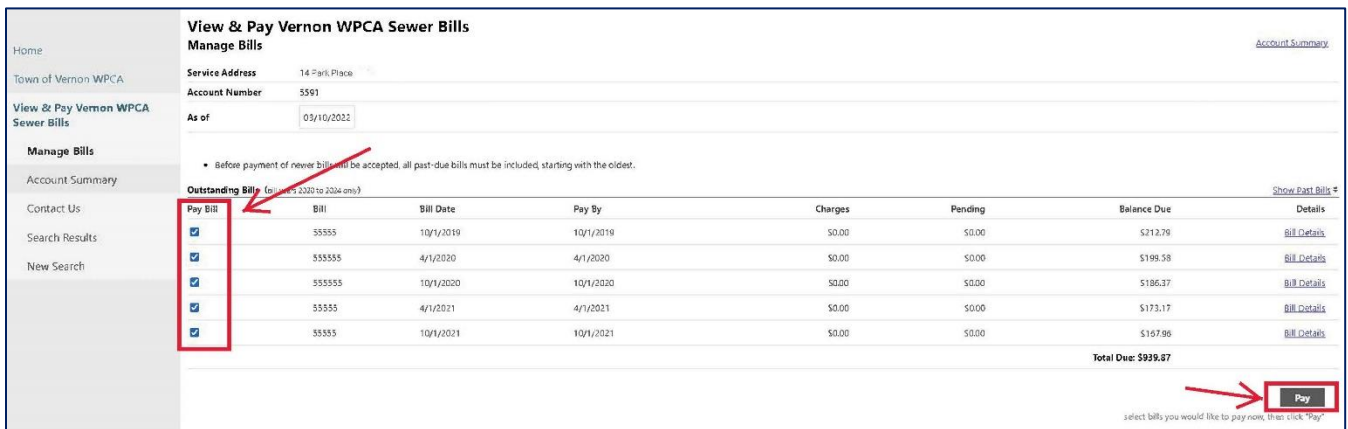 View & Pay Vernon WPCA Sewer Bills
Manage Bills
Account Summary
Home
Town of Vernon WPCA
View & Pay Vernon WPCA
Sewer Bills
Manage Bills
Account Summary
Contact Us
Search Results
New Search
Service Address 14 Park Place
Account Number 5591
As of 03/10/2022
• Before payment of newer bills will be accepted, all past-due bills must be included, starting with the oldest.
Outstanding Bills (Bill 2020 to 2024 only)
Show Past Bills
Pay Bill Bill Bill Date Pay By Charges Pending Balance Due Details
55555 10/1/2019 10/1/2019 $0.00 $0.00 $212.79 Bill Details
555555 4/1/2020 4/1/2020 $0.00 $0.00 $199.58 Bill Details
555555 10/1/2020 10/1/2020 $0.00 $0.00 $186.37 Bill Details
55555 4/1/2021 4/1/2021 $0.00 $0.00 $173.17 Bill Details
55555 10/1/2021 10/1/2021 $0.00 $0.00 $167.96 Bill Details
Total Due: $939.87
Pay
select bills you would like to pay now, then click "Pay"